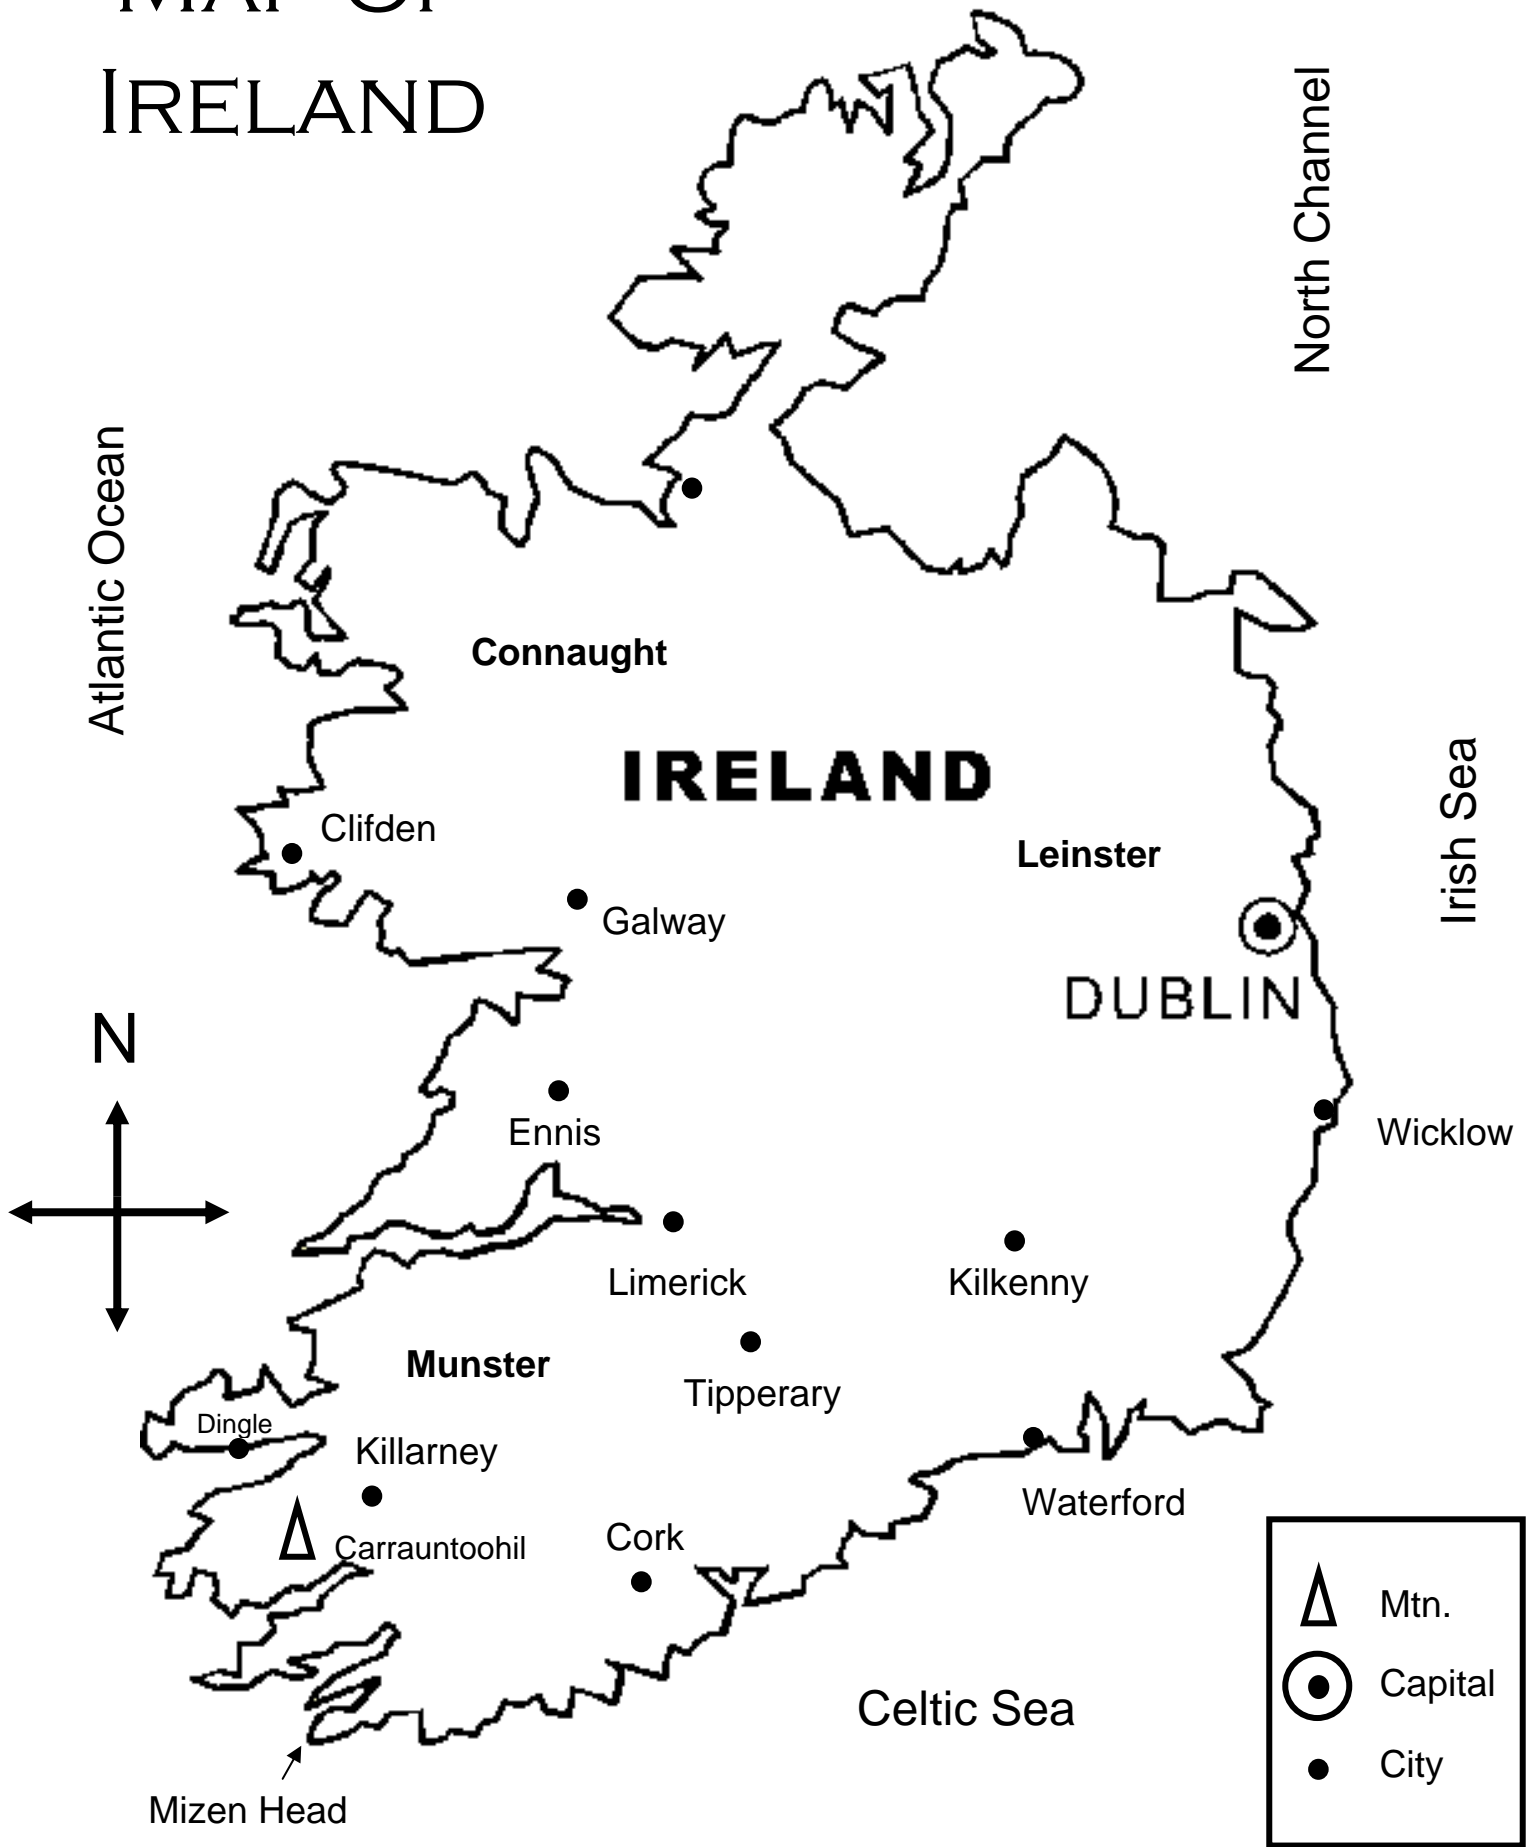 MAP OF
IRELAND
North Channel
Atlantic Ocean
Connaught
IRELAND
Irish Sea
Clifden
Leinster
Galway
DUBLIN
N
Ennis
Wicklow
Limerick
Kilkenny
Munster
Tipperary
Dingle
Killarney
Waterford
Cork
Carrauntoohil
Mtn.
Capital
Celtic Sea
City
Mizen Head